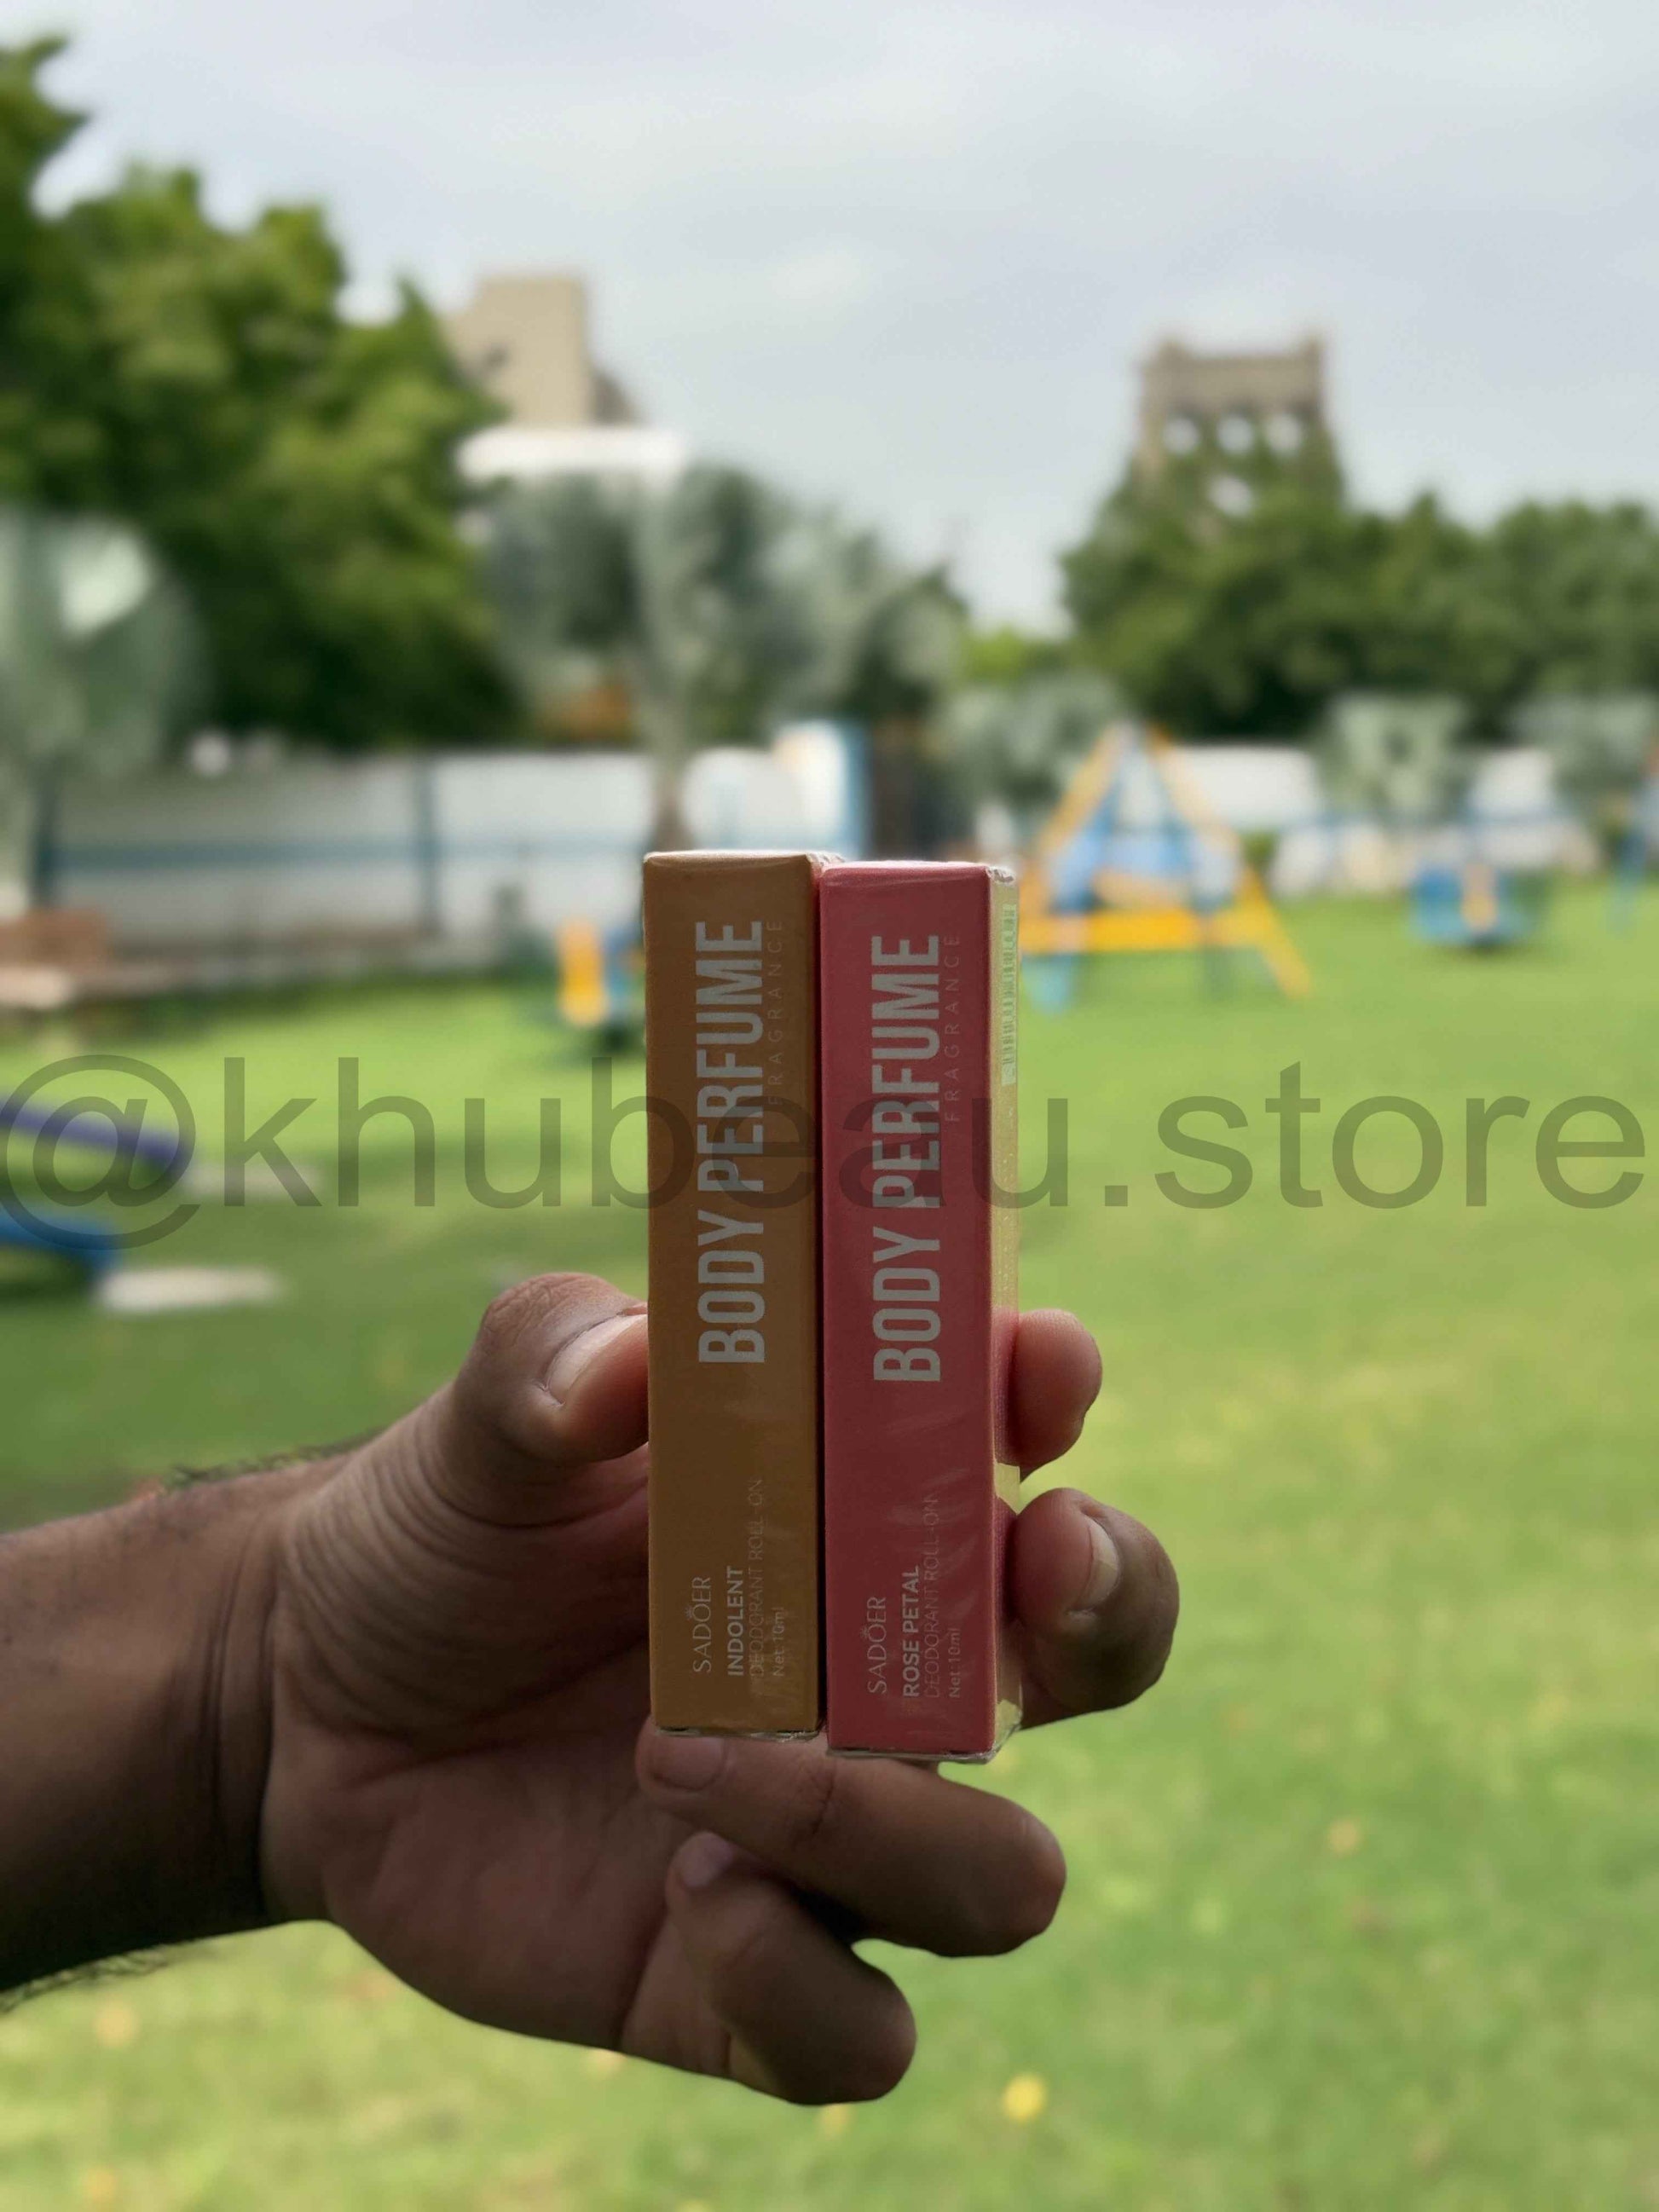 BODY PERFUME
FRAGRANCE
SADOER
INDOLENT
DEODORANT ROLL-ON
Net:10ml
BODY PERFUME
FRAGRANCE
SADOER
ROSE PETAL
DEODORANT ROLL-ON
Net:10ml
@khubeau.store